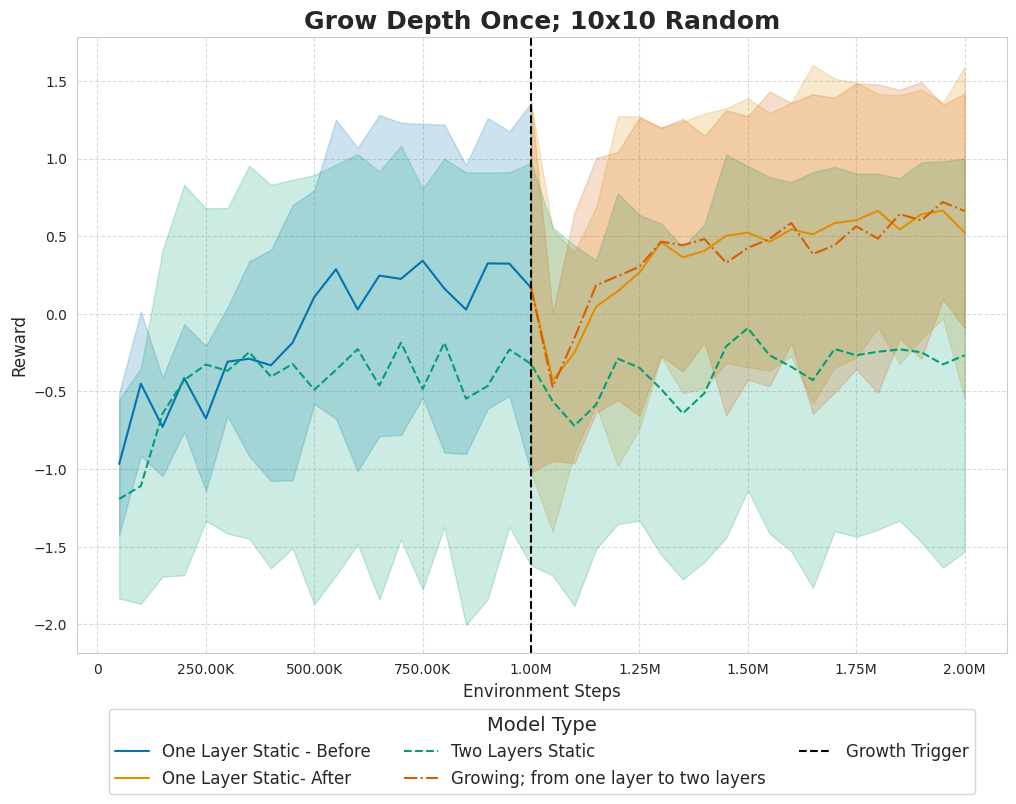 Grow Depth Once; 10x10 Random
Reward
1.5
1.0
0.5
0.0
−0.5
−1.0
−1.5
−2.0
0 250.00K 500.00K 750.00K 1.00M 1.25M 1.50M 1.75M 2.00M
Environment Steps
Model Type
One Layer Static - Before Two Layers Static Growth Trigger
One Layer Static- After Growing; from one layer to two layers